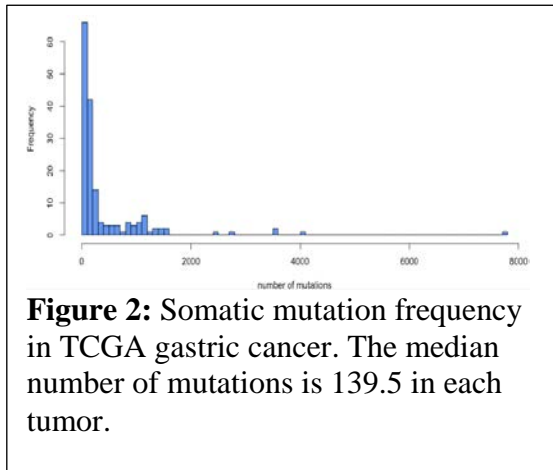 60
50
40
30
20
10
0
Frequency
0 2000 4000 6000 8000
number of mutations
Figure 2: Somatic mutation frequency
in TCGA gastric cancer. The median
number of mutations is 139.5 in each
tumor.